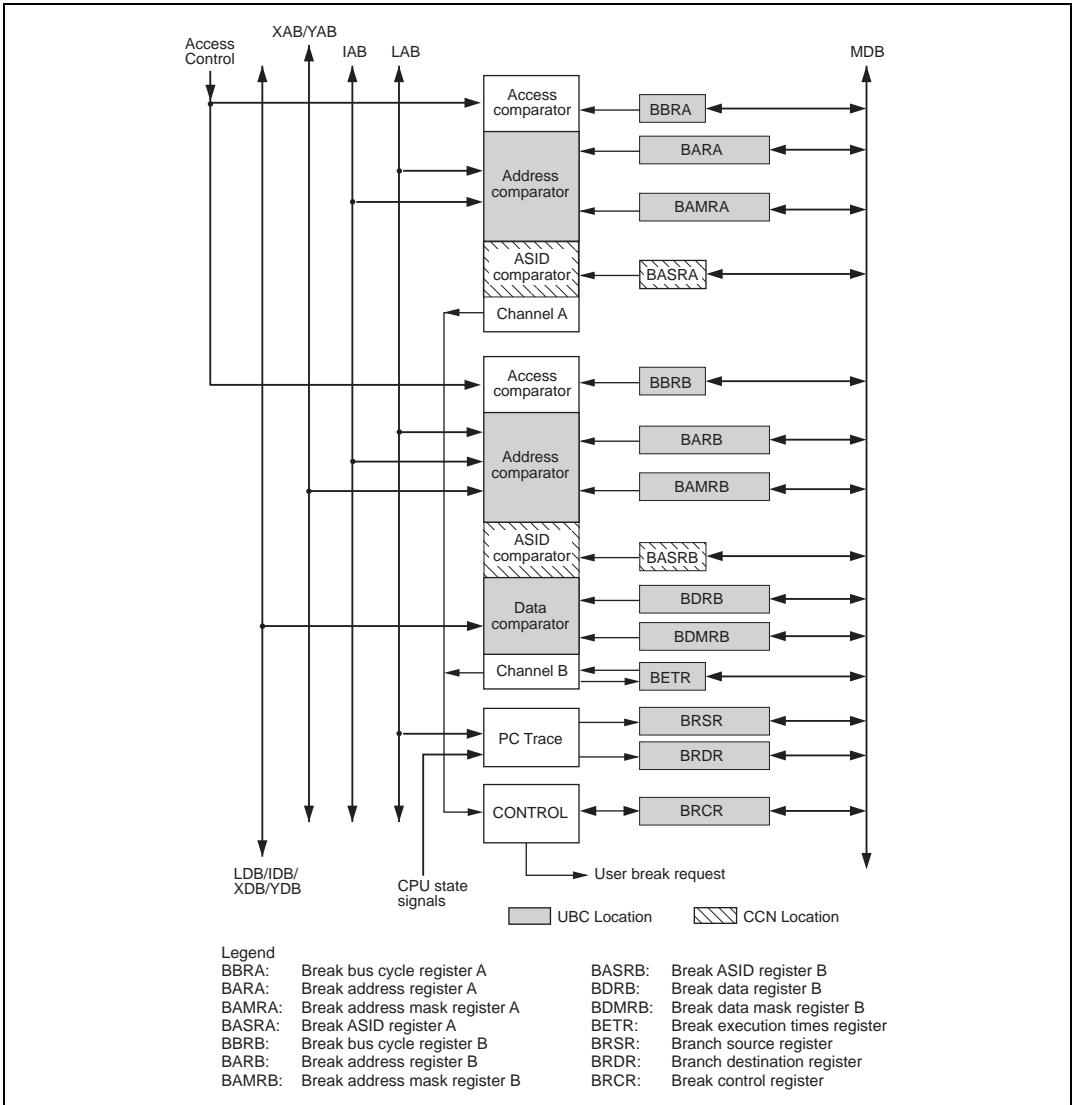 XAB/YAB
Access
Control
IAB
LAB
MDB
Access
comparator
BBRA
BARA
Address
comparator
BAMRA
ASID
comparator
BASRA
Channel A
Access
comparator
BBRB
BARB
Address
comparator
BAMRB
ASID
comparator
BASRB
BDRB
Data
comparator
BDMRB
Channel B
BETR
BRSR
PC Trace
BRDR
CONTROL
BRCR
LDB/IDB/
XDB/YDB
CPU state
signals
User break request
UBC Location
CCN Location
Legend
BBRA: Break bus cycle register A
BARA: Break address register A
BAMRA: Break address mask register A
BASRA: Break ASID register A
BBRB: Break bus cycle register B
BARB: Break address register B
BAMRB: Break address mask register B
BASRB: Break ASID register B
BDRB: Break data register B
BDMRB: Break data mask register B
BETR: Break execution times register
BRSR: Branch source register
BRDR: Branch destination register
BRCR: Break control register